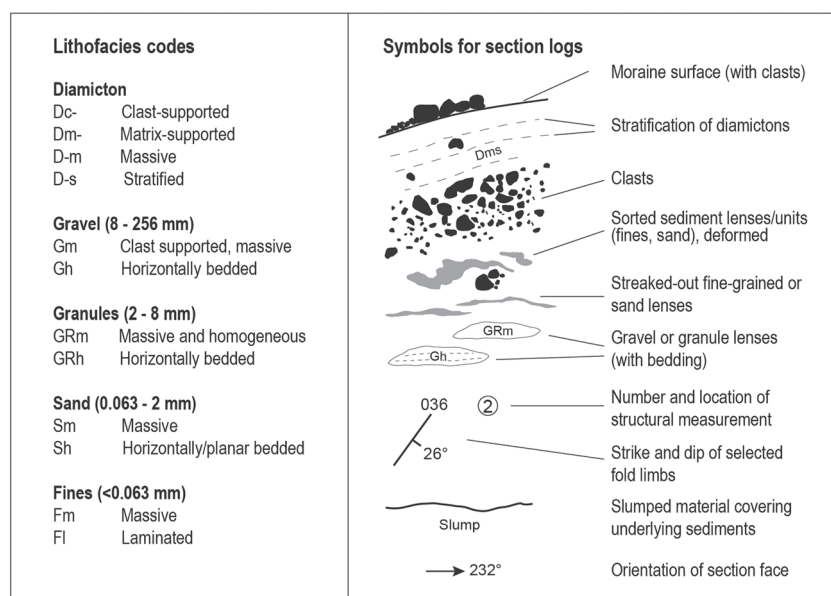 Lithofacies codes
Diamicton
Dc- Clast-supported
Dm- Matrix-supported
D-m Massive
D-s Stratified
Gravel (8 - 256 mm)
Gm Clast supported, massive
Gh Horizontally bedded
Granules (2 - 8 mm)
GRm Massive and homogeneous
GRh Horizontally bedded
Sand (0.063 - 2 mm)
Sm Massive
Sh Horizontally/planar bedded
Fines (<0.063 mm)
Fm Massive
Fl Laminated
Symbols for section logs
Moraine surface (with clasts)
Stratification of diamictons
Dms
Clasts
Sorted sediment lenses/units
(fines, sand), deformed
Streaked-out fine-grained or
sand lenses
GRm
Gh
Gravel or granule lenses
(with bedding)
036 2
Number and location of
structural measurement
26°
Strike and dip of selected
fold limbs
Slump
Slumped material covering
underlying sediments
232°
Orientation of section face